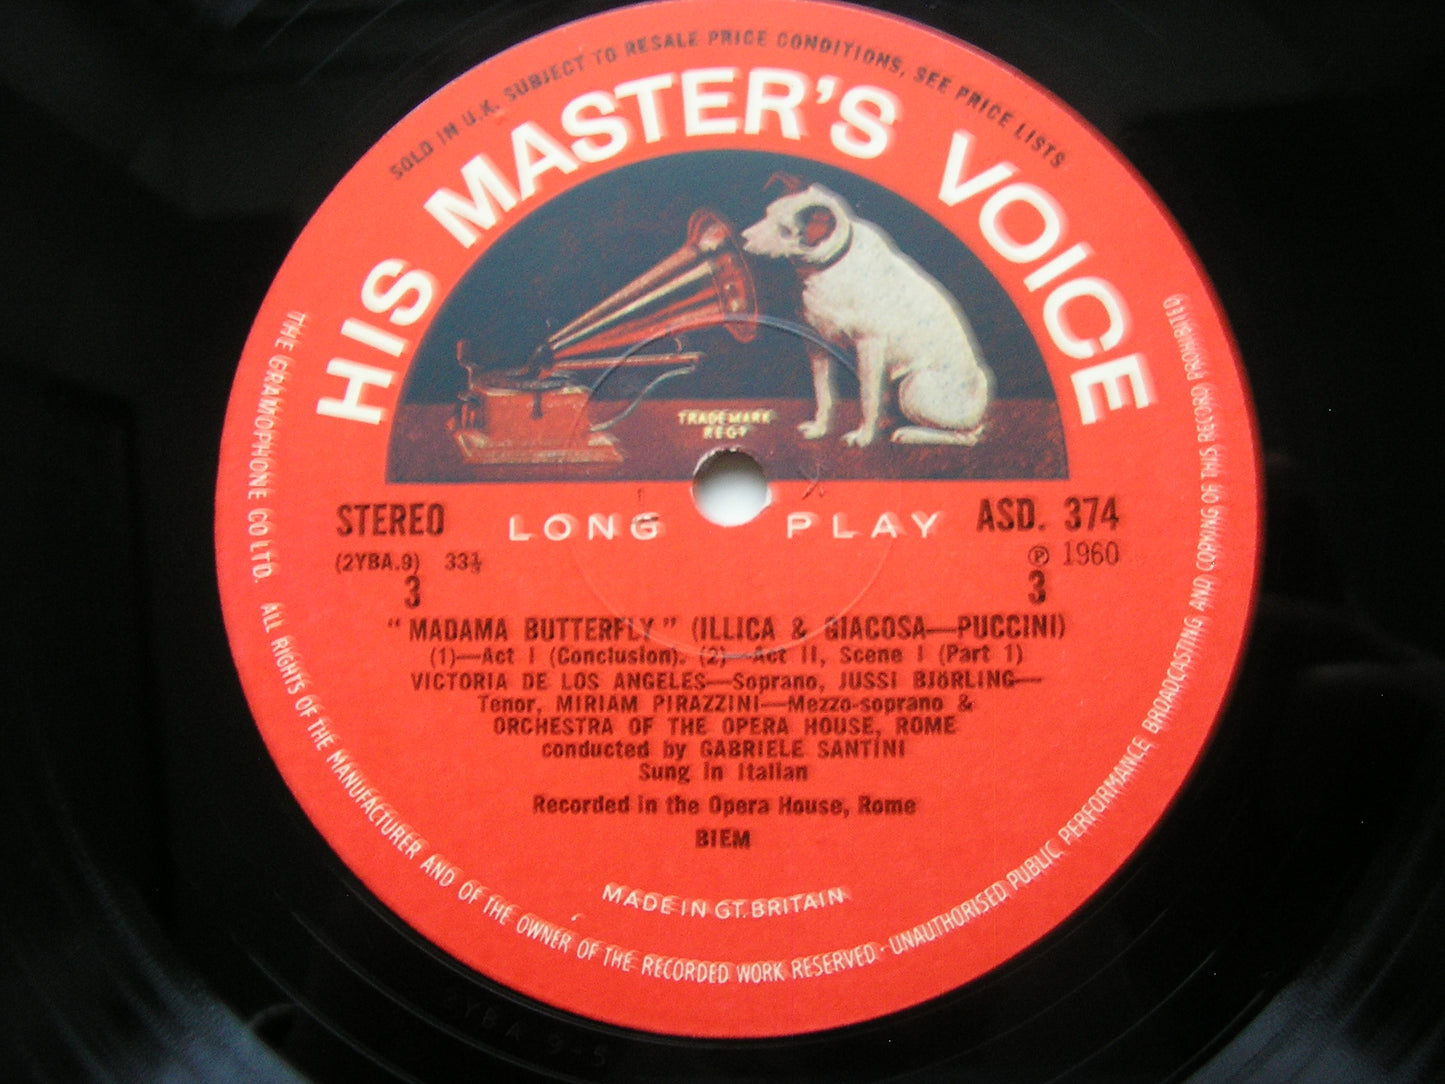 SOLD IN U.K. SUBJECT TO RESALE PRICE CONDITIONS, SEE PRICE LISTS
HIS MASTER'S VOICE
TRADE MARK
REGD
STEREO
LONG PLAY
ASD. 374
(2YBA.9) 33⅓
℗ 1960
3
3
"MADAMA BUTTERFLY" (ILLICA & GIACOSA—PUCCINI)
(1)—Act I (Conclusion). (2)—Act II, Scene I (Part 1)
VICTORIA DE LOS ANGELES—Soprano, JUSSI BJÖRLING—
Tenor, MIRIAM PIRAZZINI—Mezzo-soprano &
ORCHESTRA OF THE OPERA HOUSE, ROME
conducted by GABRIELE SANTINI
Sung in Italian
Recorded in the Opera House, Rome
BIEM
MADE IN GT. BRITAIN
THE GRAMOPHONE CO LTD. ALL RIGHTS OF THE MANUFACTURER AND OF THE OWNER OF THE RECORDED WORK RESERVED · UNAUTHORISED PUBLIC PERFORMANCE BROADCASTING AND COPYING OF THIS RECORD PROHIBITED